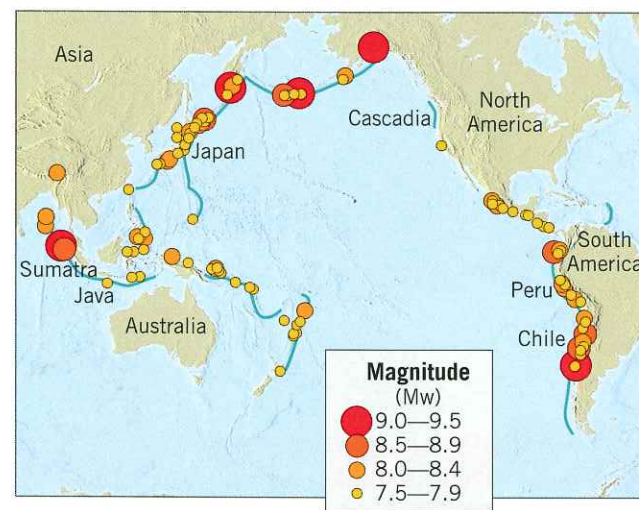 Asia
North
America
Cascadia
Japan
Sumatra
South
America
Java
Peru
Australia
Chile
Magnitude
(Mw)
9.0—9.5
8.5—8.9
8.0—8.4
7.5—7.9